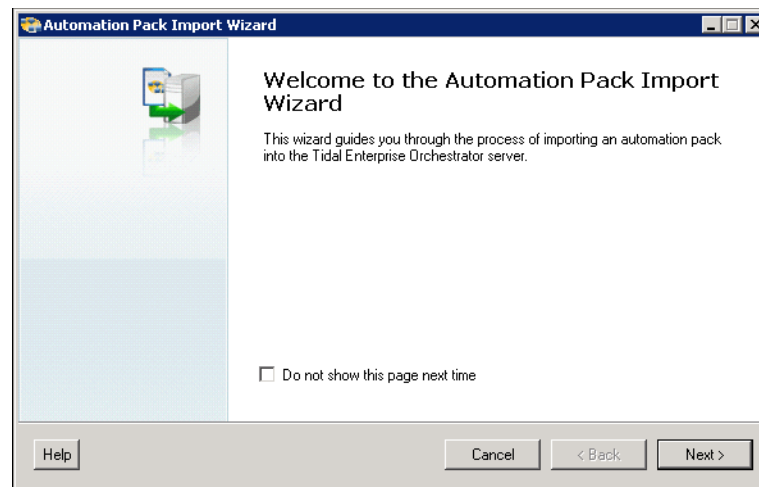 Automation Pack Import Wizard
Welcome to the Automation Pack Import
Wizard
This wizard guides you through the process of importing an automation pack
into the Tidal Enterprise Orchestrator server.
Do not show this page next time
Help
Cancel
< Back
Next >